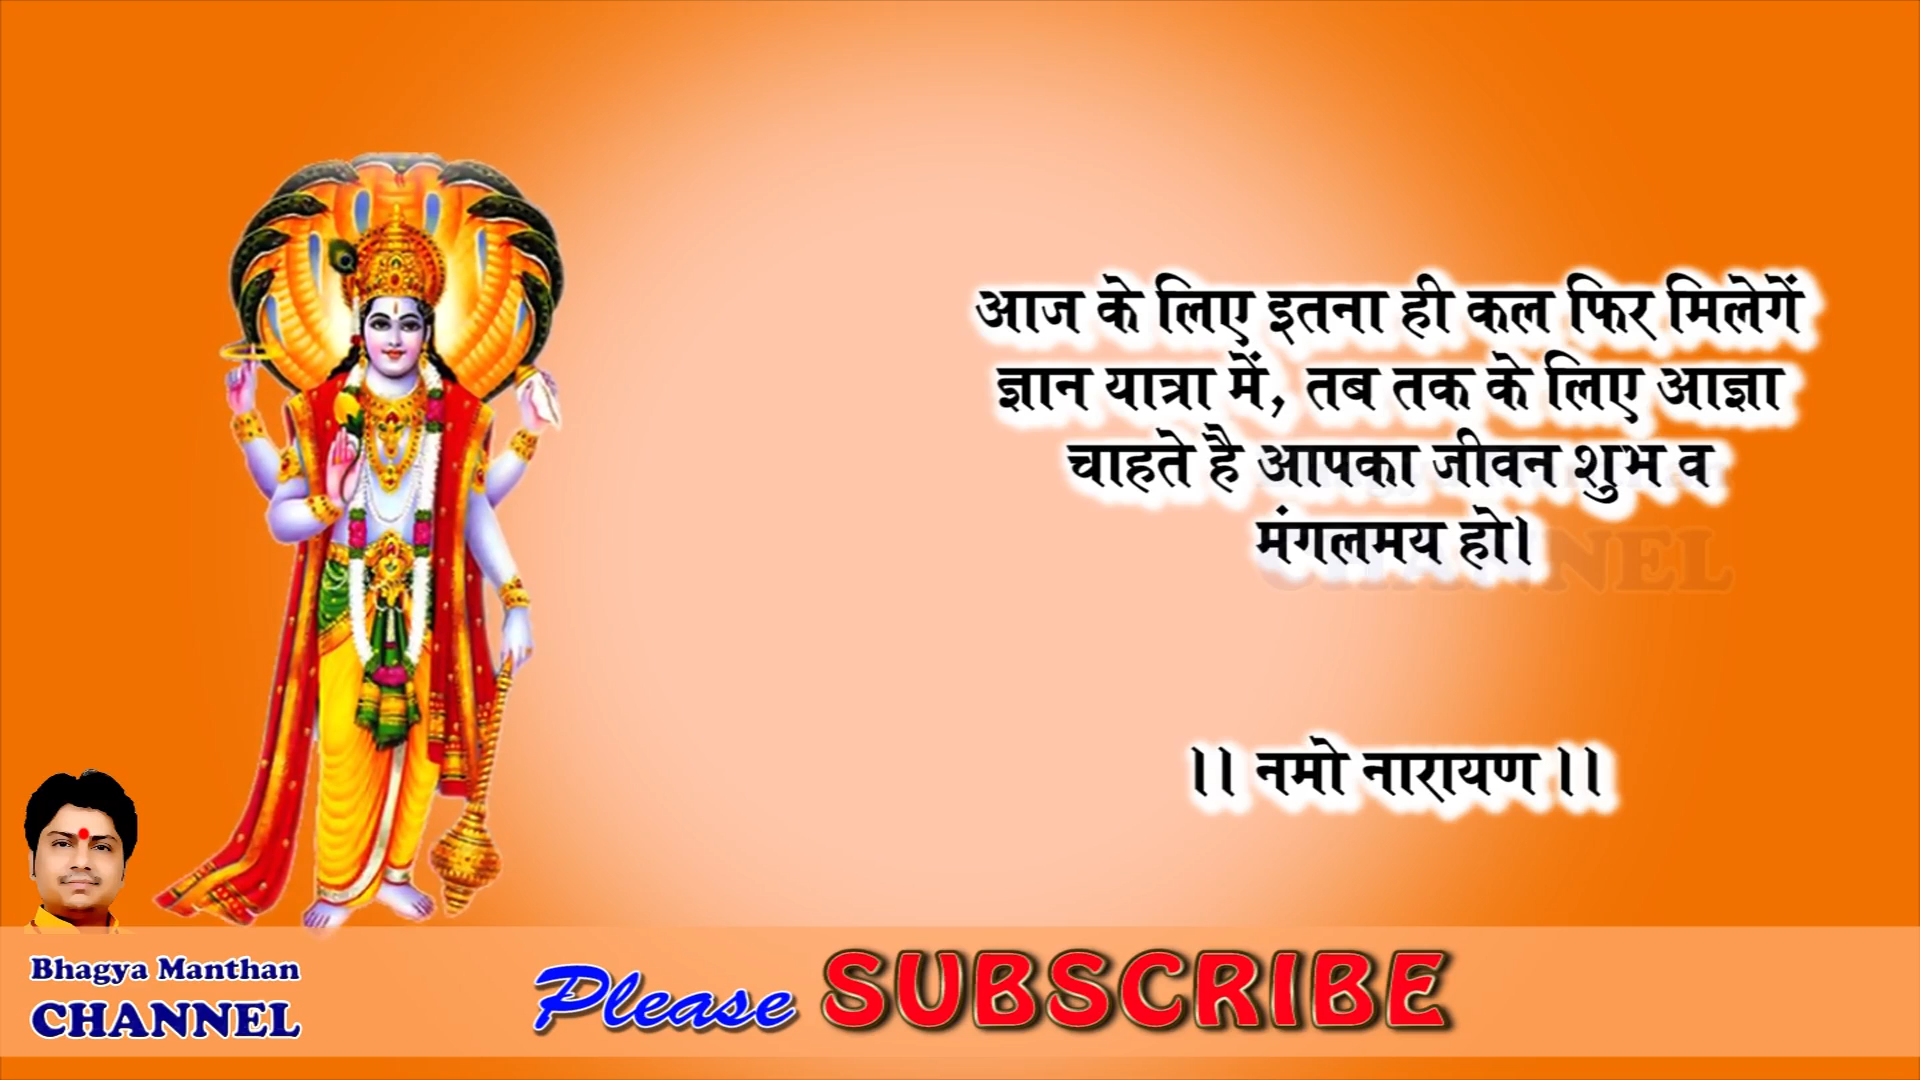 आज के लिए इतना ही कल फिर मिलेगें
ज्ञान यात्रा में, तब तक के लिए आज्ञा
चाहते है आपका जीवन शुभ व
मंगलमय हो।
।। नमो नारायण ।।
Bhagya Manthan
CHANNEL
Please SUBSCRIBE